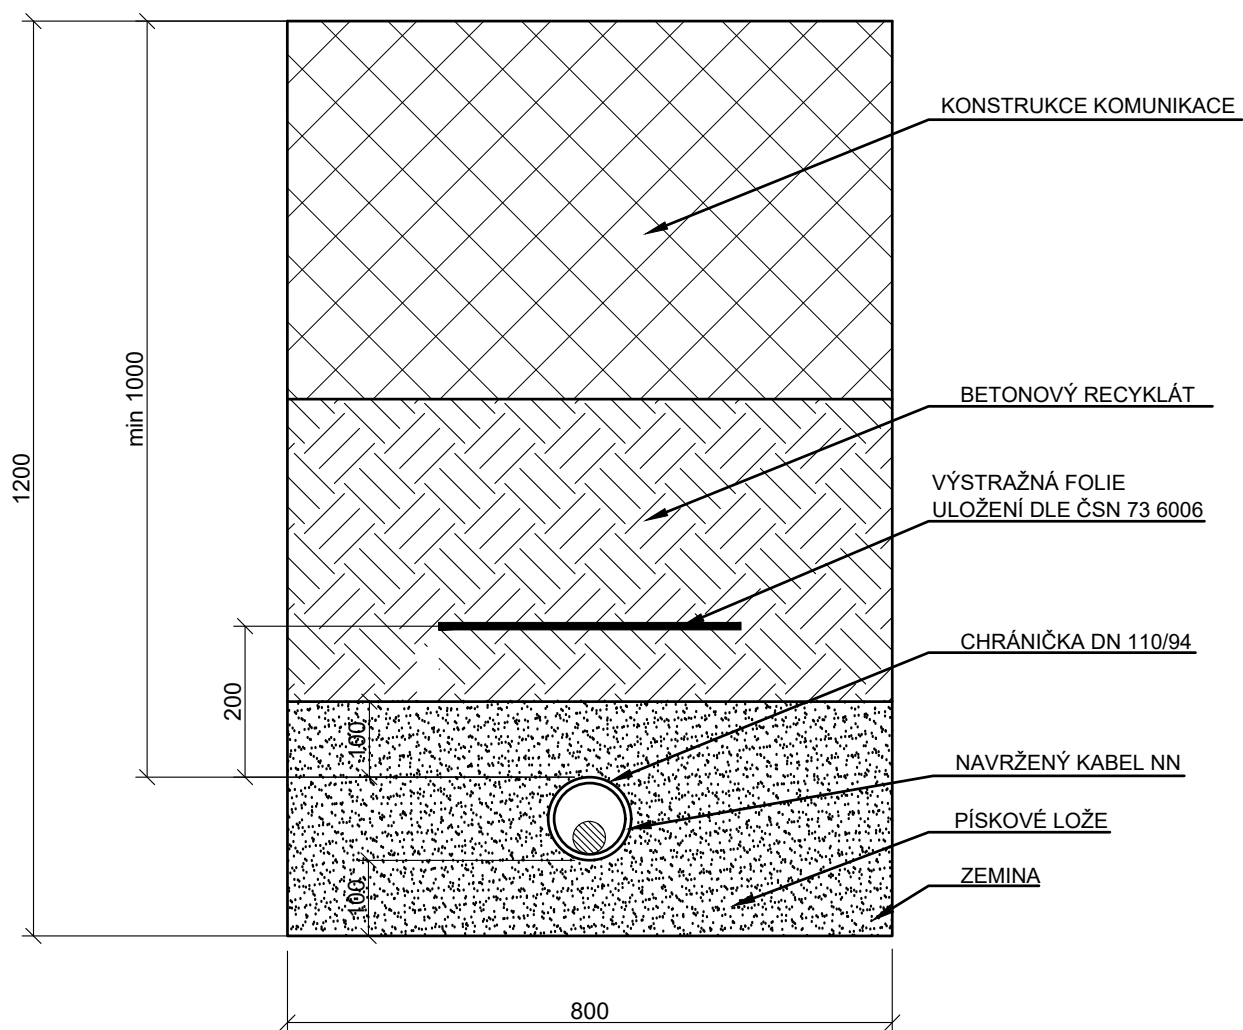 KONSTRUKCE KOMUNIKACE
min 1000
BETONOVÝ RECYKLÁT
1200
VÝSTRAŽNÁ FOLIE
ULOŽENÍ DLE ČSN 73 6006
CHRÁNIČKA DN 110/94
200
100
NAVRŽENÝ KABEL NN
PÍSKOVÉ LOŽE
ZEMINA
100
800